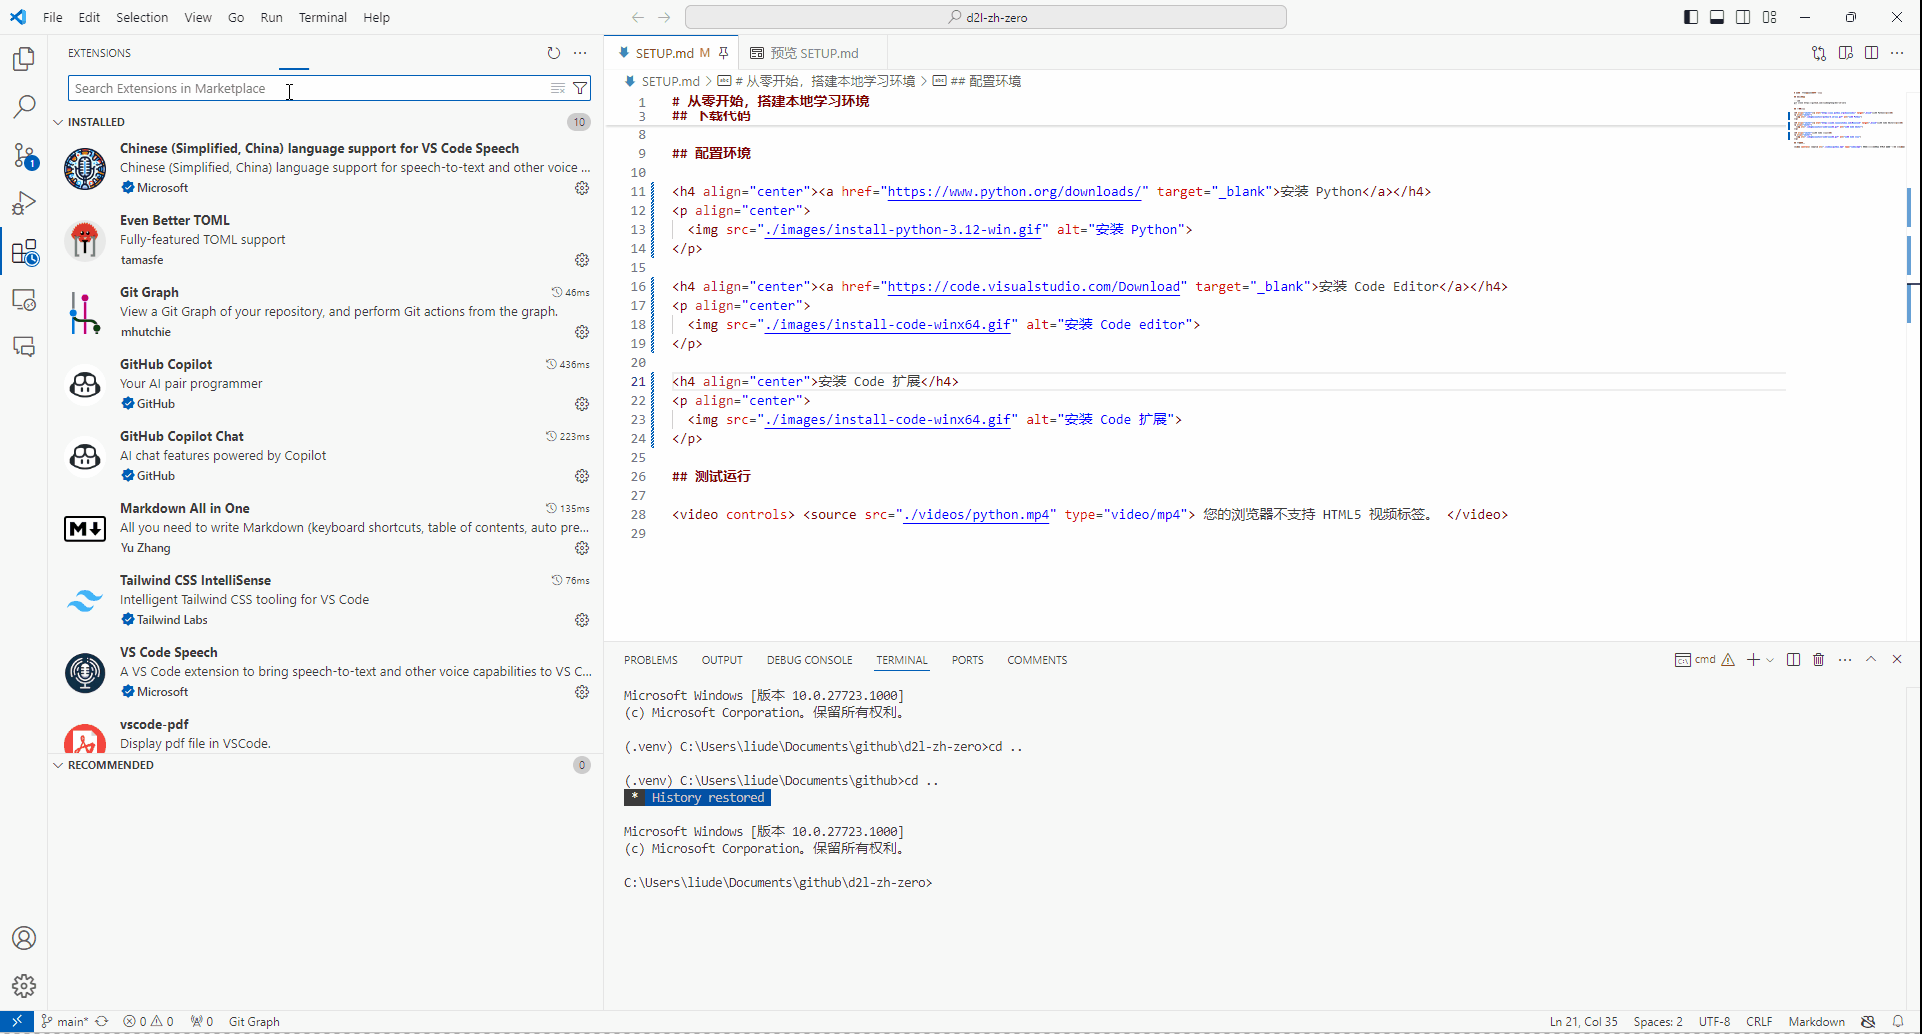 File Edit Selection View Go Run Terminal Help
d2l-zh-zero
EXTENSIONS
Search Extensions in Marketplace
INSTALLED 10
Chinese (Simplified, China) language support for VS Code Speech
Chinese (Simplified, China) language support for speech-to-text and other voice ...
Microsoft
Even Better TOML
Fully-featured TOML support
tamasfe
Git Graph 46ms
View a Git Graph of your repository, and perform Git actions from the graph.
mhutchie
GitHub Copilot 436ms
Your AI pair programmer
GitHub
GitHub Copilot Chat 223ms
AI chat features powered by Copilot
GitHub
Markdown All in One 135ms
All you need to write Markdown (keyboard shortcuts, table of contents, auto pre...
Yu Zhang
Tailwind CSS IntelliSense 76ms
Intelligent Tailwind CSS tooling for VS Code
Tailwind Labs
VS Code Speech
A VS Code extension to bring speech-to-text and other voice capabilities to VS C...
Microsoft
vscode-pdf
Display pdf file in VSCode.
RECOMMENDED 0
1
SETUP.md M 预览 SETUP.md
SETUP.md > # 从零开始，搭建本地学习环境 > ## 配置环境
1 # 从零开始，搭建本地学习环境
3 ## 下载代码
8
9 ## 配置环境
10
11 <h4 align="center"><a href="https://www.python.org/downloads/" target="_blank">安装 Python</a></h4>
12 <p align="center">
13 <img src="./images/install-python-3.12-win.gif" alt="安装 Python">
14 </p>
15
16 <h4 align="center"><a href="https://code.visualstudio.com/Download" target="_blank">安装 Code Editor</a></h4>
17 <p align="center">
18 <img src="./images/install-code-winx64.gif" alt="安装 Code editor">
19 </p>
20
21 <h4 align="center">安装 Code 扩展</h4>
22 <p align="center">
23 <img src="./images/install-code-winx64.gif" alt="安装 Code 扩展">
24 </p>
25
26 ## 测试运行
27
28 <video controls> <source src="./videos/python.mp4" type="video/mp4"> 您的浏览器不支持 HTML5 视频标签。 </video>
29
PROBLEMS OUTPUT DEBUG CONSOLE TERMINAL PORTS COMMENTS
cmd
Microsoft Windows [版本 10.0.27723.1000]
(c) Microsoft Corporation。保留所有权利。
(.venv) C:\Users\liude\Documents\github\d2l-zh-zero>cd ..
(.venv) C:\Users\liude\Documents\github>cd ..
* History restored
Microsoft Windows [版本 10.0.27723.1000]
(c) Microsoft Corporation。保留所有权利。
C:\Users\liude\Documents\github\d2l-zh-zero>
main* 0 0 0 Git Graph
Ln 21, Col 35 Spaces: 2 UTF-8 CRLF Markdown